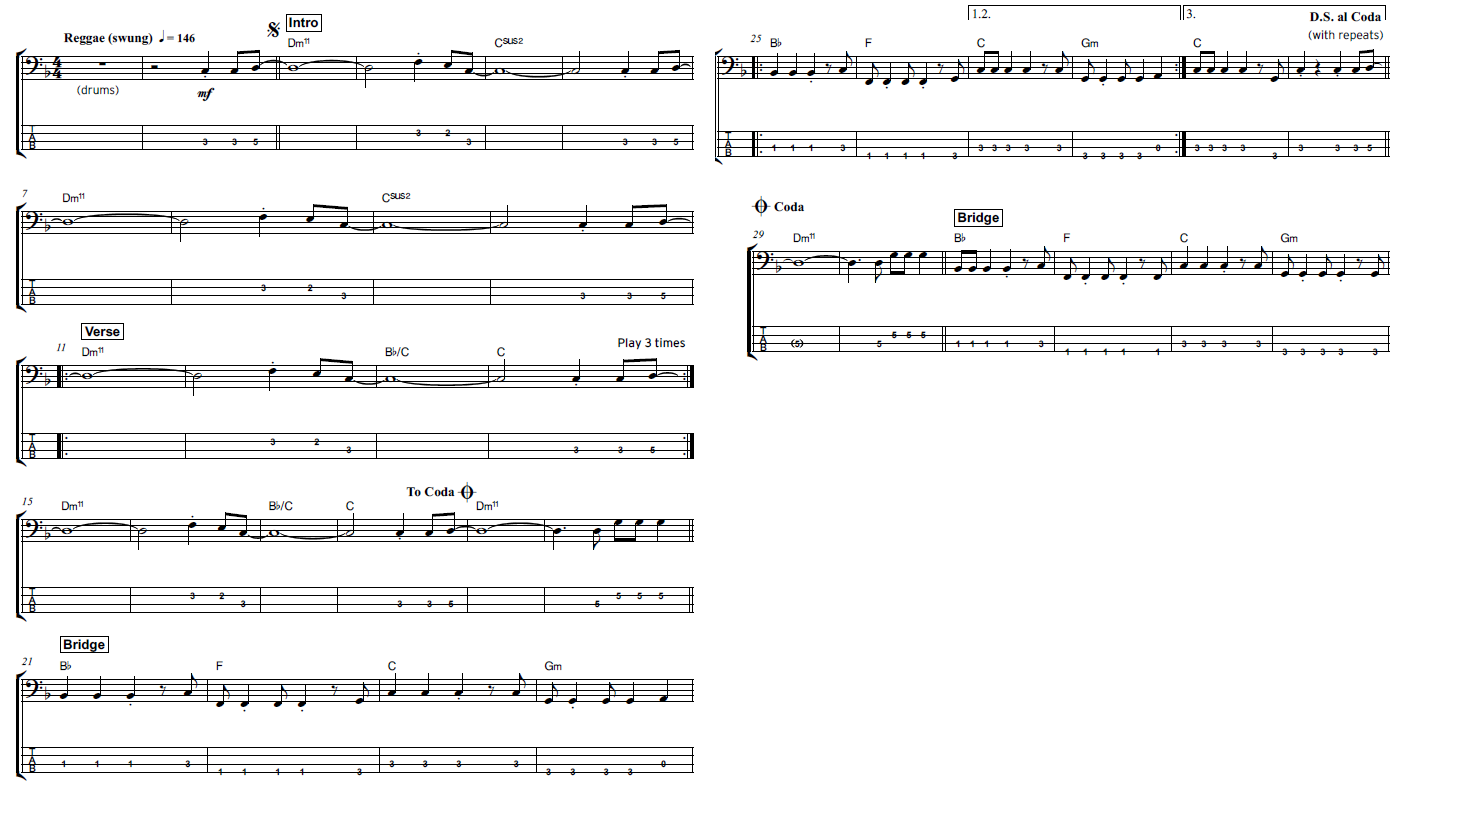 Reggae (swung) ♩ = 146
Intro
Dm11 Csus2
4
4
(drums)
mf
T
A
B
3 3 5 3 2 3 3 3 5
7
Dm11 Csus2
T
A
B
3 2 3 3 3 5
Verse
11
Dm11 B♭/C C Play 3 times
T
A
B
3 2 3 3 3 5
To Coda
15
Dm11 B♭/C C Dm11
T
A
B
3 2 3 3 3 5 5 5 5 5
Bridge
21
B♭ F C Gm
T
A
B
1 1 1 3 1 1 1 1 3 3 3 3 3 3 3 3 3 0
1.2. 3. D.S. al Coda
(with repeats)
25
B♭ F C Gm C
T
A
B
1 1 1 3 1 1 1 1 3 3 3 3 3 3 3 3 3 3 0 3 3 3 3 3 3 3 3 5
Coda
Bridge
29
Dm11 B♭ F C Gm
T
A
B
(5) 5 5 5 5 1 1 1 1 3 1 1 1 1 1 3 3 3 3 3 3 3 3 3